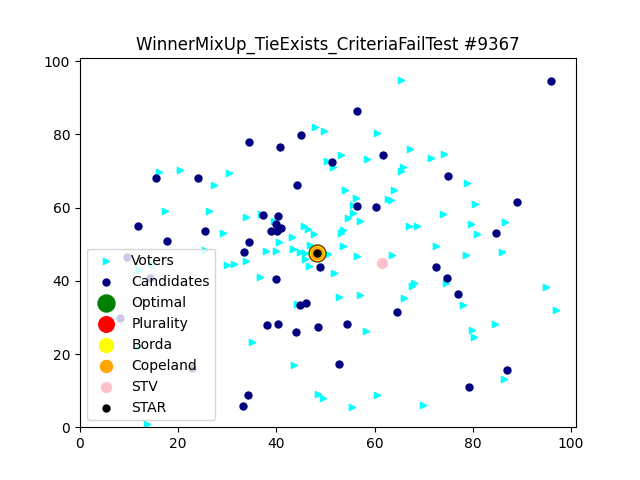 WinnerMixUp_TieExists_CriteriaFailTest #9367
100
80
60
40
20
0
Voters
Candidates
Optimal
Plurality
Borda
Copeland
STV
STAR
0 20 40 60 80 100